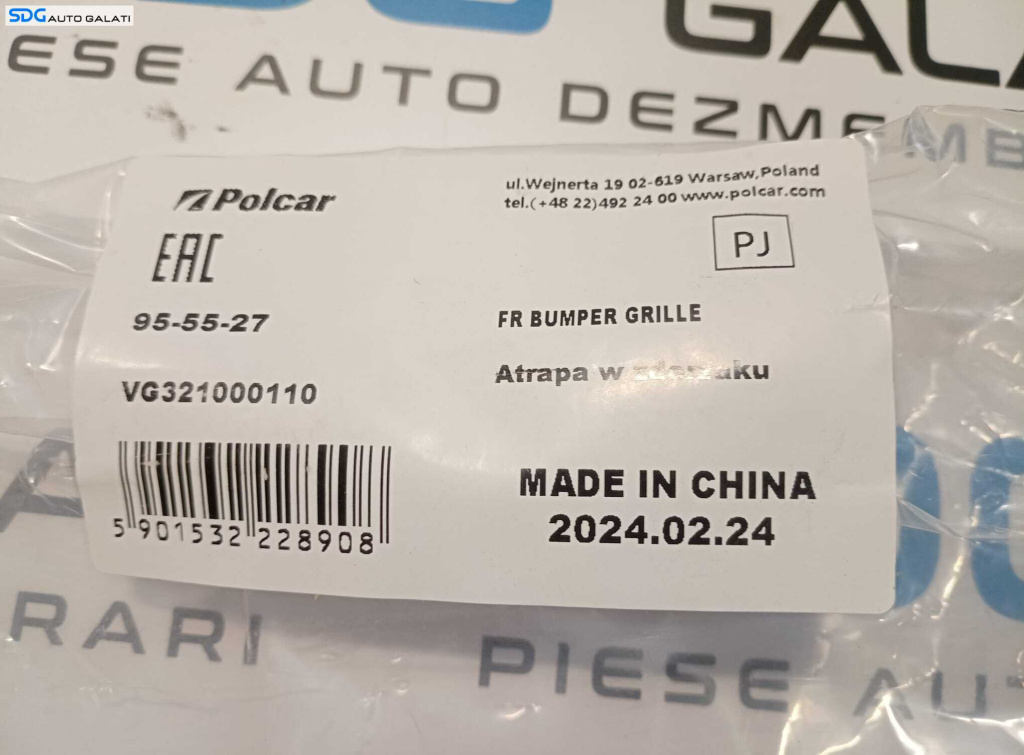 SDG AUTO GALATI
GALA
ESE AUTO DEZMEMB
Polcar
ul.Wejnerta 19 02-619 Warsaw,Poland
tel.(+48 22)492 24 00 www.polcar.com
EAC
PJ
95-55-27
FR BUMPER GRILLE
VG321000110
Atrapa w zderzaku
MADE IN CHINA
2024.02.24
5 901532 228908
RARI
PIESE AUT